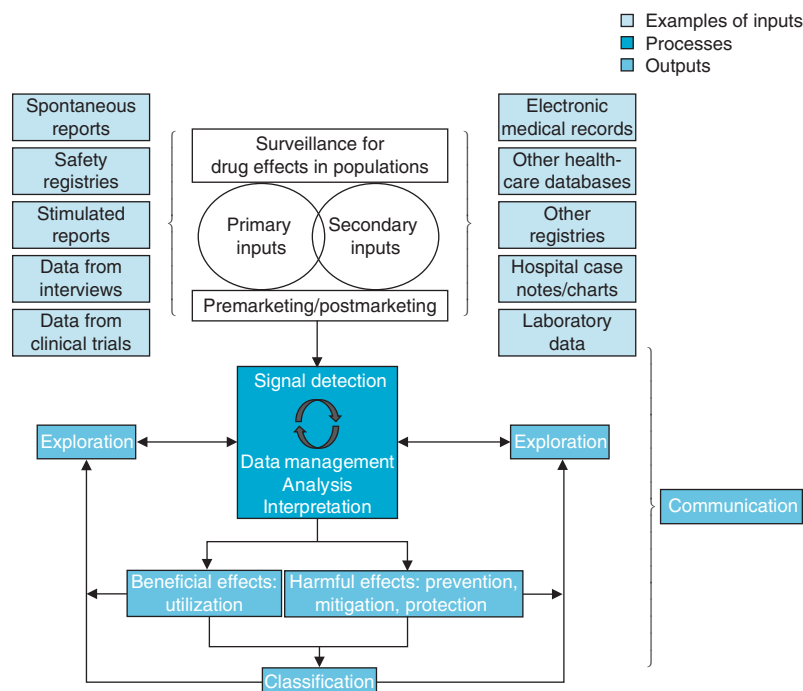 Examples of inputs
Processes
Outputs
Spontaneous
reports
Safety
registries
Stimulated
reports
Data from
interviews
Data from
clinical trials
Surveillance for
drug effects in populations
Primary
inputs
Secondary
inputs
Premarketing/postmarketing
Electronic
medical records
Other health-
care databases
Other
registries
Hospital case
notes/charts
Laboratory
data
Signal detection
Data management
Analysis
Interpretation
Exploration
Exploration
Communication
Beneficial effects:
utilization
Harmful effects: prevention,
mitigation, protection
Classification